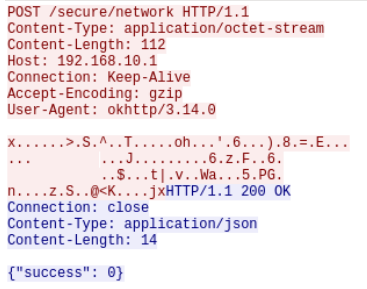 POST /secure/network HTTP/1.1
Content-Type: application/octet-stream
Content-Length: 112
Host: 192.168.10.1
Connection: Keep-Alive
Accept-Encoding: gzip
User-Agent: okhttp/3.14.0

x......>.S.^..T.....oh...'.6...).8.=.E...
...        ...J.........6.z.F..6.
           ..$...t|.v..Wa...5.PG.
n....z.S..@<K....jxHTTP/1.1 200 OK
Connection: close
Content-Type: application/json
Content-Length: 14

{"success": 0}